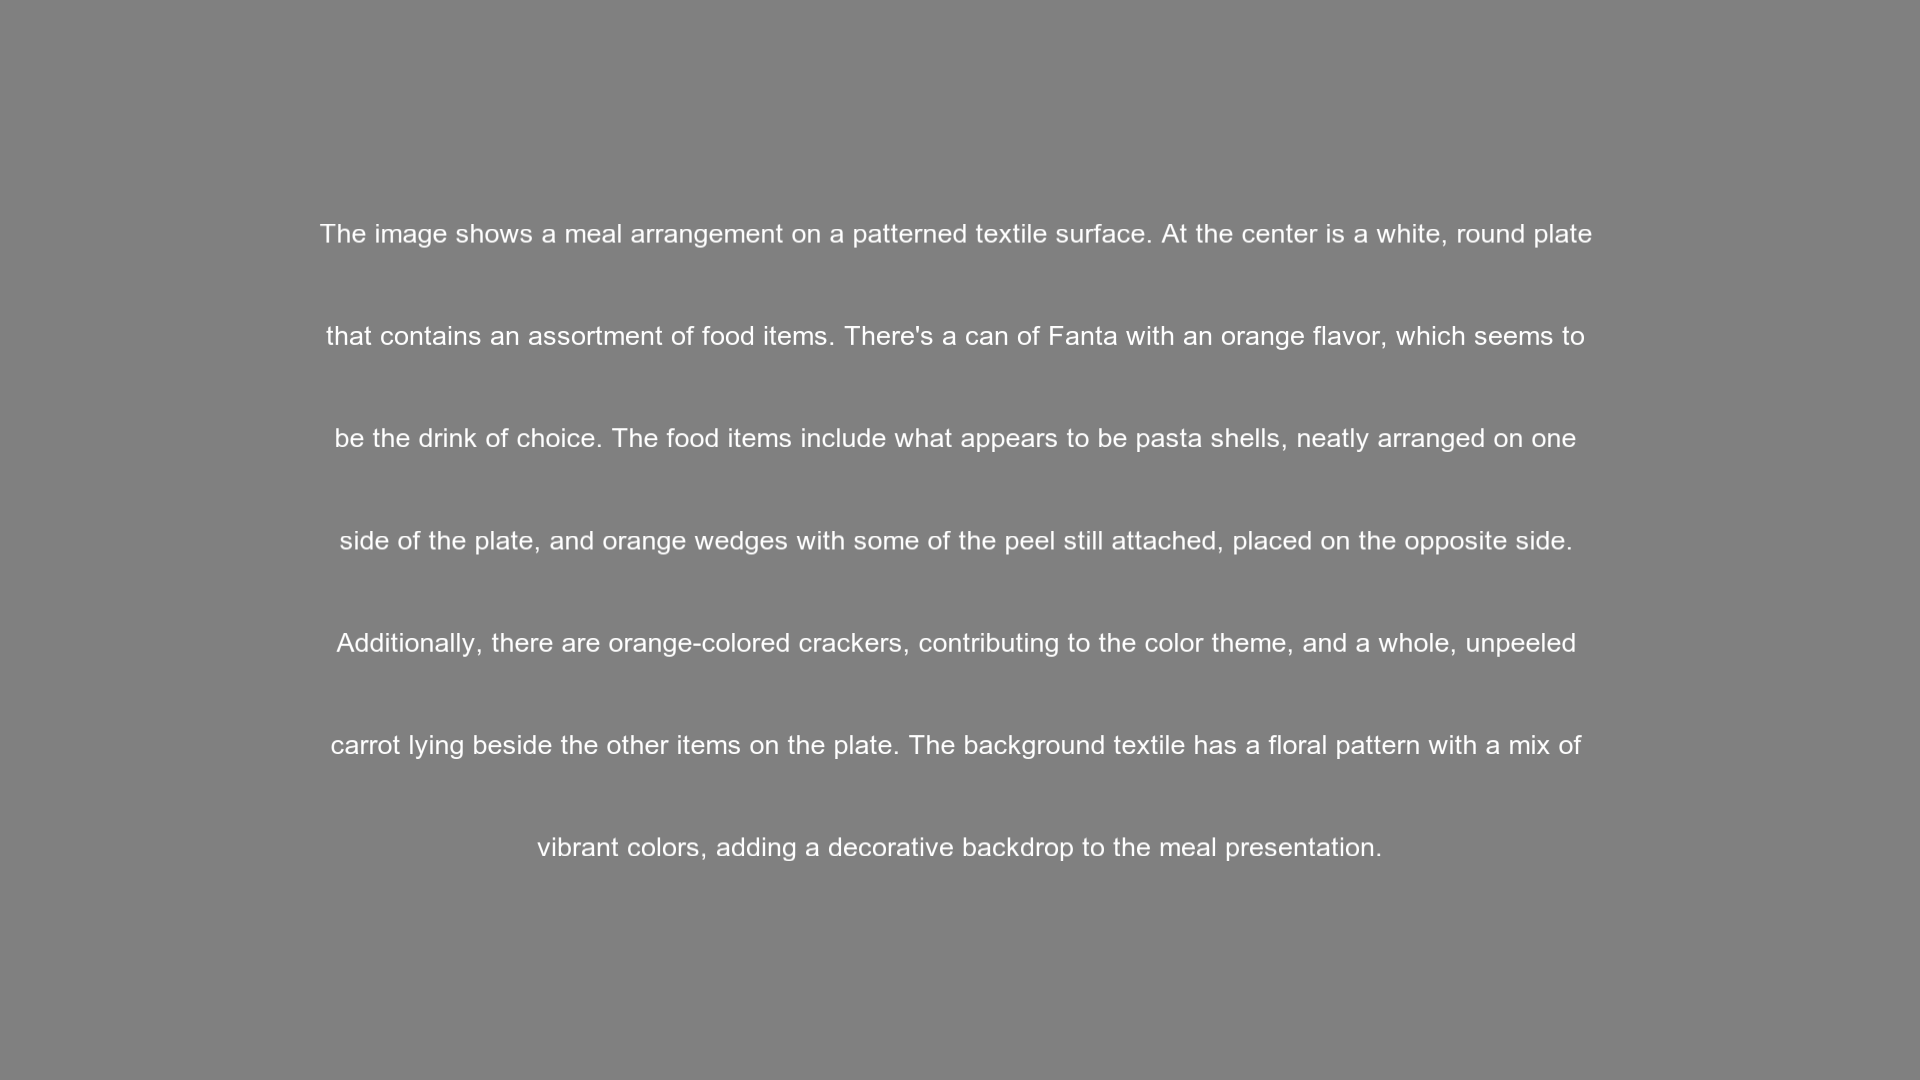 The image shows a meal arrangement on a patterned textile surface. At the center is a white, round plate
that contains an assortment of food items. There's a can of Fanta with an orange flavor, which seems to
be the drink of choice. The food items include what appears to be pasta shells, neatly arranged on one
side of the plate, and orange wedges with some of the peel still attached, placed on the opposite side.
Additionally, there are orange-colored crackers, contributing to the color theme, and a whole, unpeeled
carrot lying beside the other items on the plate. The background textile has a floral pattern with a mix of
vibrant colors, adding a decorative backdrop to the meal presentation.